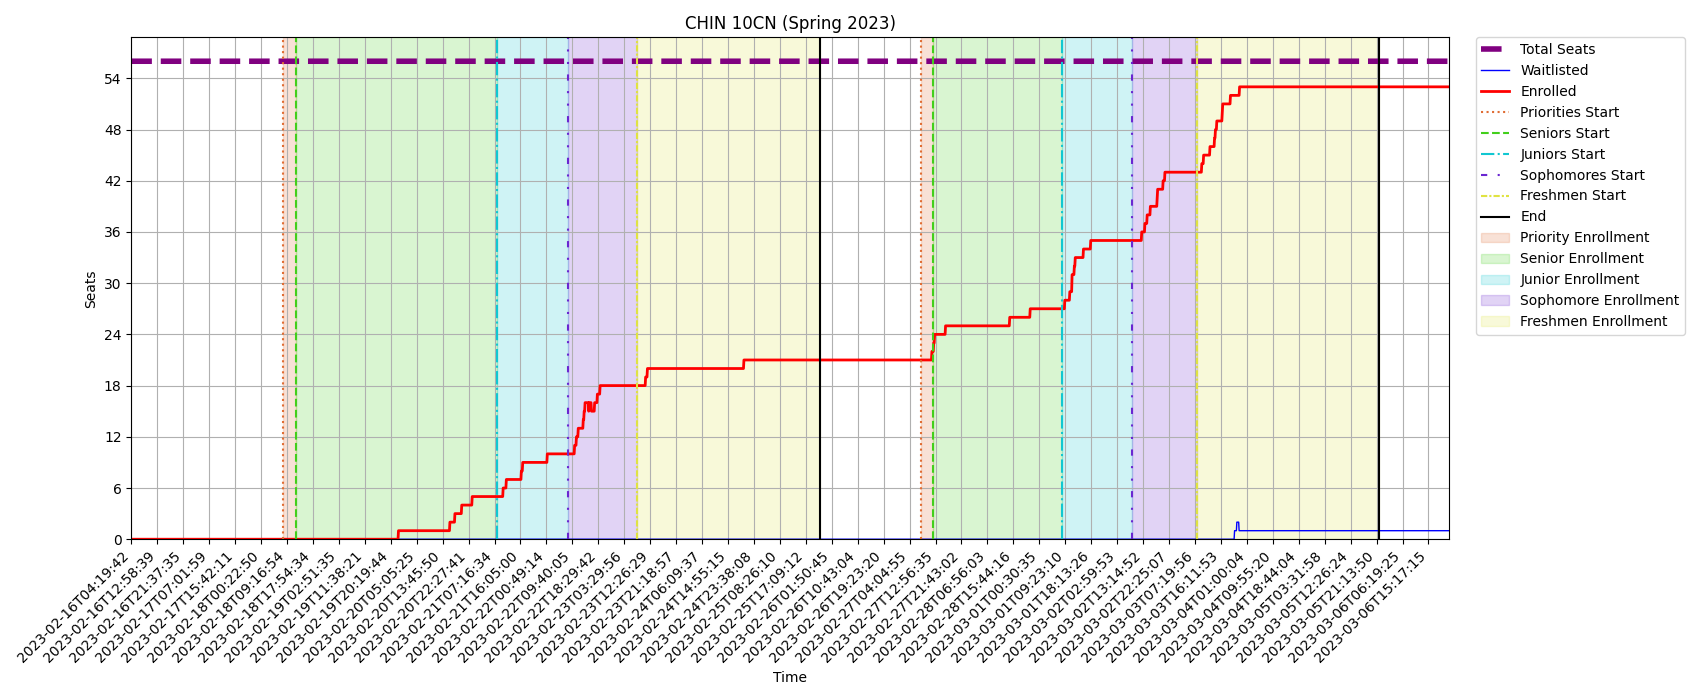 CHIN 10CN (Spring 2023)
Seats
54
48
42
36
30
24
18
12
6
0
2023-02-16T04:19:42
2023-02-16T12:58:39
2023-02-16T21:37:35
2023-02-17T07:01:59
2023-02-17T15:42:11
2023-02-18T00:22:50
2023-02-18T09:16:54
2023-02-18T17:54:34
2023-02-19T02:51:35
2023-02-19T11:38:21
2023-02-19T20:19:44
2023-02-20T05:05:25
2023-02-20T13:45:50
2023-02-20T22:27:41
2023-02-21T07:16:34
2023-02-21T16:05:00
2023-02-22T00:49:14
2023-02-22T09:40:05
2023-02-22T18:29:42
2023-02-23T03:29:56
2023-02-23T12:26:29
2023-02-23T21:18:57
2023-02-24T06:09:37
2023-02-24T14:55:15
2023-02-24T23:38:08
2023-02-25T08:26:10
2023-02-25T17:09:12
2023-02-26T01:50:45
2023-02-26T10:43:04
2023-02-26T19:23:20
2023-02-27T04:04:55
2023-02-27T12:56:35
2023-02-27T21:43:02
2023-02-28T06:56:03
2023-02-28T15:44:16
2023-03-01T00:30:35
2023-03-01T09:23:10
2023-03-01T18:13:26
2023-03-02T02:59:53
2023-03-02T13:14:52
2023-03-02T22:25:07
2023-03-03T07:19:56
2023-03-03T16:11:53
2023-03-04T01:00:04
2023-03-04T09:55:20
2023-03-04T18:44:04
2023-03-05T03:31:58
2023-03-05T12:26:24
2023-03-05T21:13:50
2023-03-06T06:19:25
2023-03-06T15:17:15
Time
Total Seats
Waitlisted
Enrolled
Priorities Start
Seniors Start
Juniors Start
Sophomores Start
Freshmen Start
End
Priority Enrollment
Senior Enrollment
Junior Enrollment
Sophomore Enrollment
Freshmen Enrollment